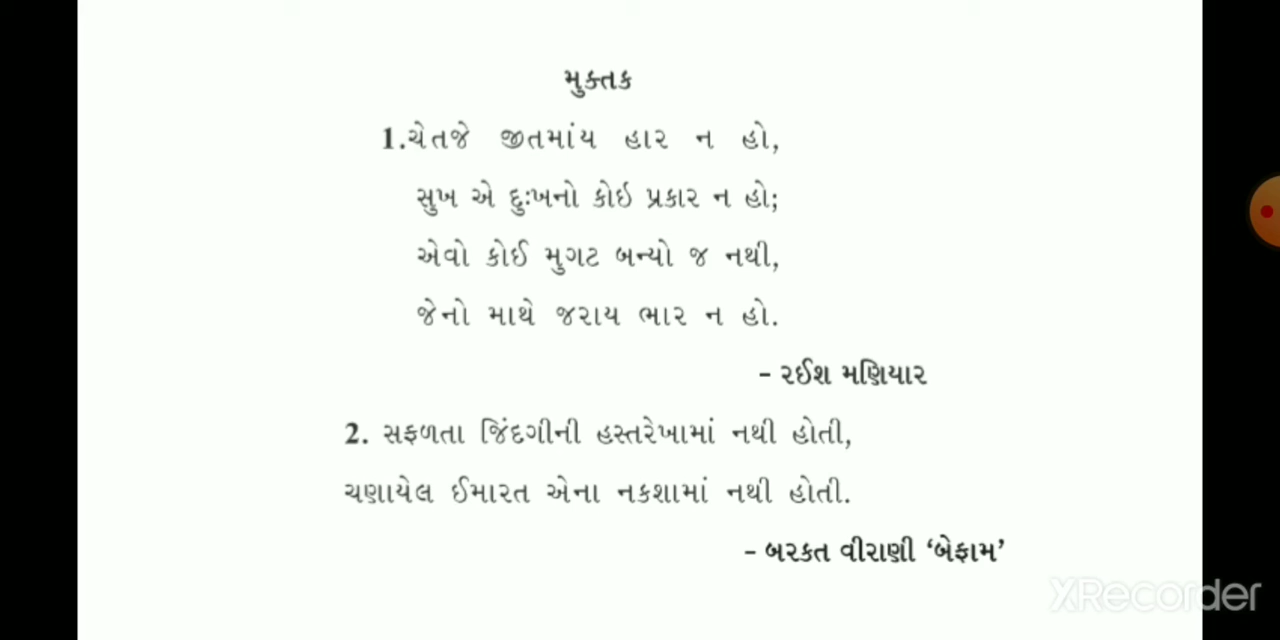 મુક્તક
1.ચેતજે જીતમાંય હાર ન હો,
સુખ એ દુઃખનો કોઇ પ્રકાર ન હો;
એવો કોઈ મુગટ બન્યો જ નથી,
જેનો માથે જરાય ભાર ન હો.
- રઈશ મણિયાર
2. સફળતા જિંદગીની હસ્તરેખામાં નથી હોતી,
ચણાયેલ ઈમારત એના નકશામાં નથી હોતી.
- બરકત વીરાણી ‘બેફામ’
XRecorder